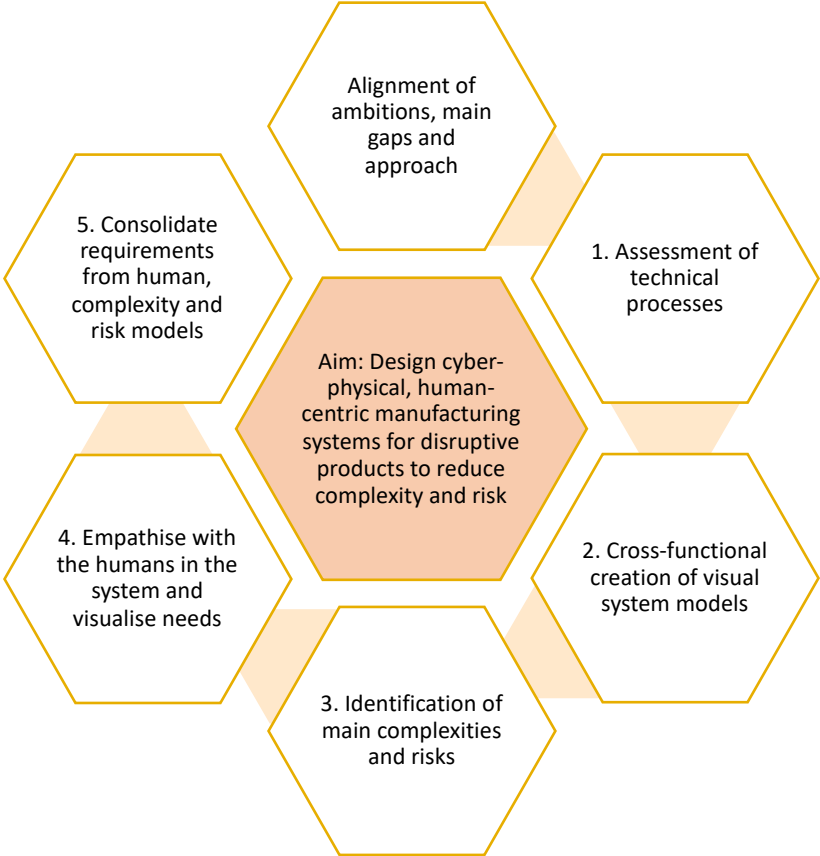 Alignment of
ambitions, main
gaps and
approach
1. Assessment of
technical
processes
2. Cross-functional
creation of visual
system models
3. Identification of
main complexities
and risks
4. Empathise with
the humans in the
system and
visualise needs
5. Consolidate
requirements
from human,
complexity and
risk models
Aim: Design cyber-
physical, human-
centric manufacturing
systems for disruptive
products to reduce
complexity and risk